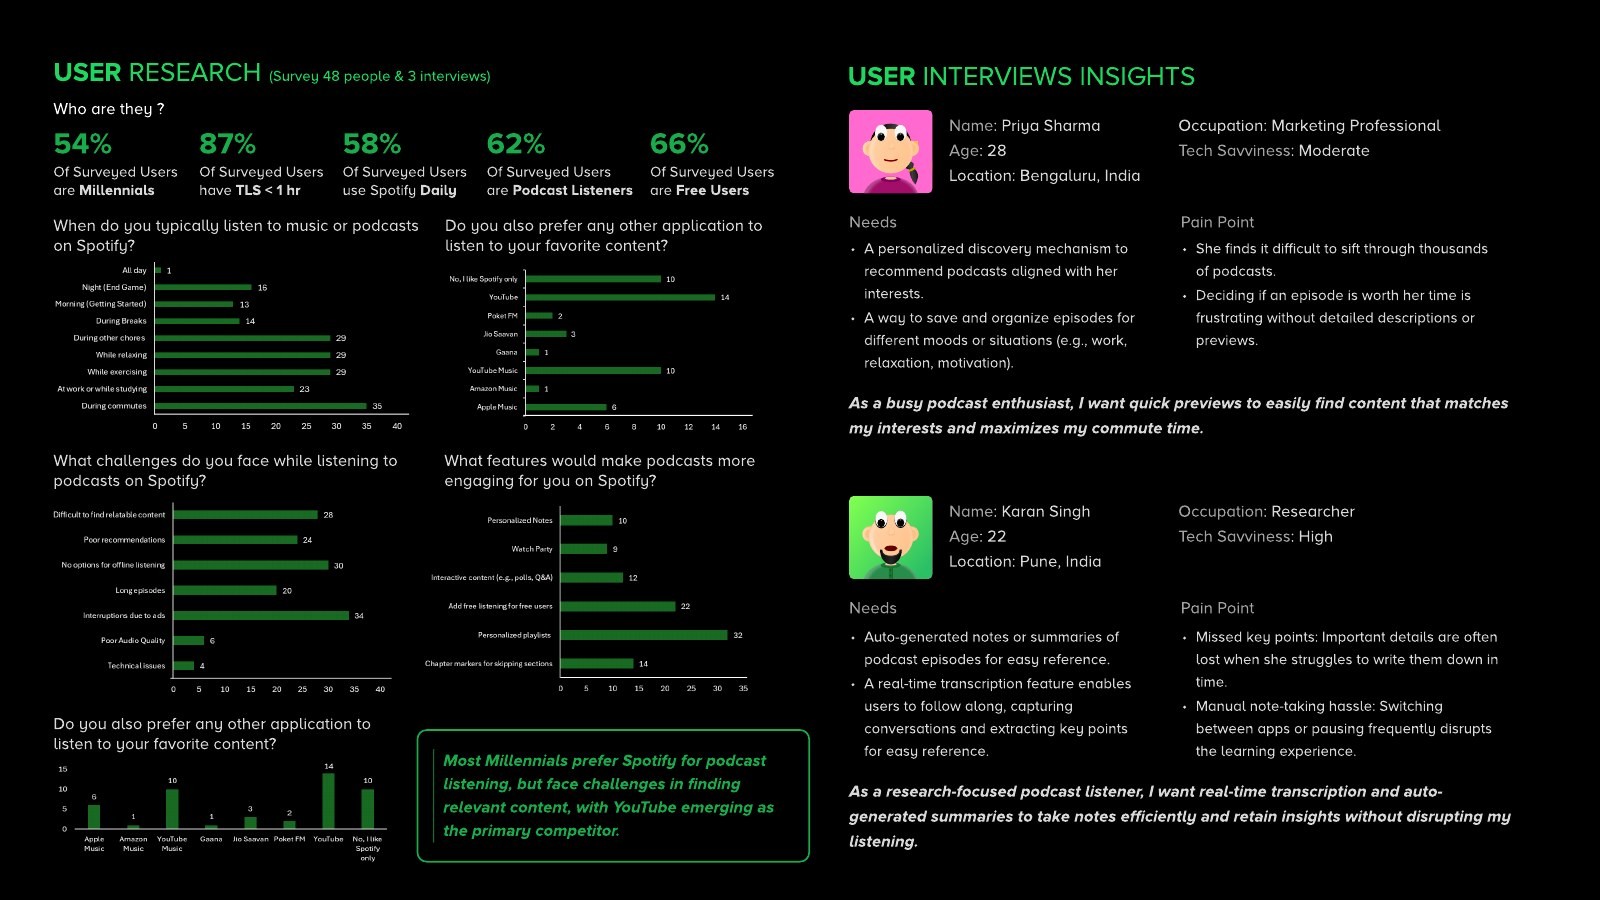 USER RESEARCH (Survey 48 people & 3 interviews)
Who are they ?
54%
Of Surveyed Users
are Millennials
87%
Of Surveyed Users
have TLS < 1 hr
58%
Of Surveyed Users
use Spotify Daily
62%
Of Surveyed Users
are Podcast Listeners
66%
Of Surveyed Users
are Free Users
When do you typically listen to music or podcasts
on Spotify?
All day 1
Night (End Game) 16
Morning (Getting Started) 13
During Breaks 14
During other chores 29
While relaxing 29
While exercising 29
At work or while studying 23
During commutes 35
0 5 10 15 20 25 30 35 40
Do you also prefer any other application to
listen to your favorite content?
No, I like Spotify only 10
YouTube 14
Poket FM 2
Jio Saavan 3
Gaana 1
YouTube Music 10
Amazon Music 1
Apple Music 6
0 2 4 6 8 10 12 14 16
What challenges do you face while listening to
podcasts on Spotify?
Difficult to find relatable content 28
Poor recommendations 24
No options for offline listening 30
Long episodes 20
Interruptions due to ads 34
Poor Audio Quality 6
Technical issues 4
0 5 10 15 20 25 30 35 40
What features would make podcasts more
engaging for you on Spotify?
Personalized Notes 10
Watch Party 9
Interactive content (e.g., polls, Q&A) 12
Add free listening for free users 22
Personalized playlists 32
Chapter markers for skipping sections 14
0 5 10 15 20 25 30 35
Do you also prefer any other application to
listen to your favorite content?
15
10
5
0
6 1 10 1 3 2 14 10
Apple Amazon YouTube Gaana Jio Saavan Poket FM YouTube No, I like
Music Music Music Spotify
only
Most Millennials prefer Spotify for podcast
listening, but face challenges in finding
relevant content, with YouTube emerging as
the primary competitor.
USER INTERVIEWS INSIGHTS
Name: Priya Sharma
Age: 28
Location: Bengaluru, India
Occupation: Marketing Professional
Tech Savviness: Moderate
Needs
• A personalized discovery mechanism to
recommend podcasts aligned with her
interests.
• A way to save and organize episodes for
different moods or situations (e.g., work,
relaxation, motivation).
Pain Point
• She finds it difficult to sift through thousands
of podcasts.
• Deciding if an episode is worth her time is
frustrating without detailed descriptions or
previews.
As a busy podcast enthusiast, I want quick previews to easily find content that matches
my interests and maximizes my commute time.
Name: Karan Singh
Age: 22
Location: Pune, India
Occupation: Researcher
Tech Savviness: High
Needs
• Auto-generated notes or summaries of
podcast episodes for easy reference.
• A real-time transcription feature enables
users to follow along, capturing
conversations and extracting key points
for easy reference.
Pain Point
• Missed key points: Important details are often
lost when she struggles to write them down in
time.
• Manual note-taking hassle: Switching
between apps or pausing frequently disrupts
the learning experience.
As a research-focused podcast listener, I want real-time transcription and auto-
generated summaries to take notes efficiently and retain insights without disrupting my
listening.